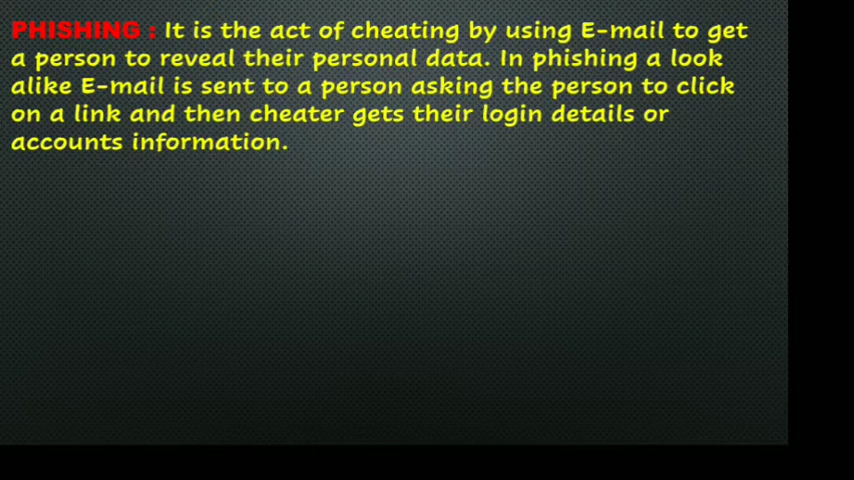 PHISHING : It is the act of cheating by using E-mail to get
a person to reveal their personal data. In phishing a look
alike E-mail is sent to a person asking the person to click
on a link and then cheater gets their login details or
accounts information.